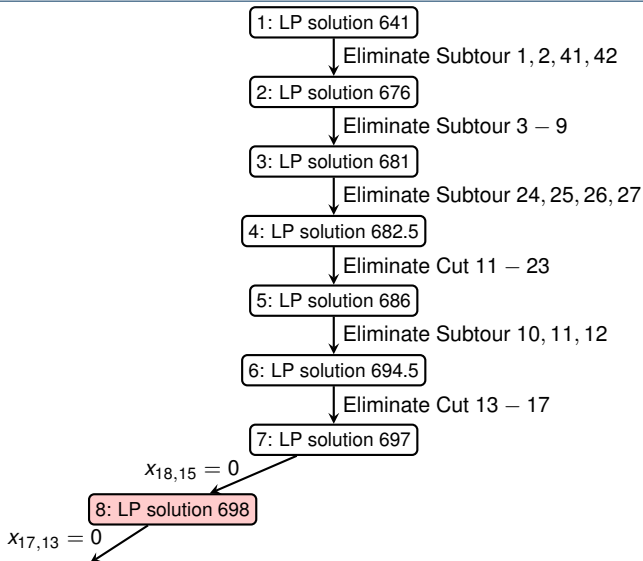 1: LP solution 641
Eliminate Subtour 1, 2, 41, 42
2: LP solution 676
Eliminate Subtour 3 − 9
3: LP solution 681
Eliminate Subtour 24, 25, 26, 27
4: LP solution 682.5
Eliminate Cut 11 − 23
5: LP solution 686
Eliminate Subtour 10, 11, 12
6: LP solution 694.5
Eliminate Cut 13 − 17
7: LP solution 697
x18,15 = 0
8: LP solution 698
x17,13 = 0